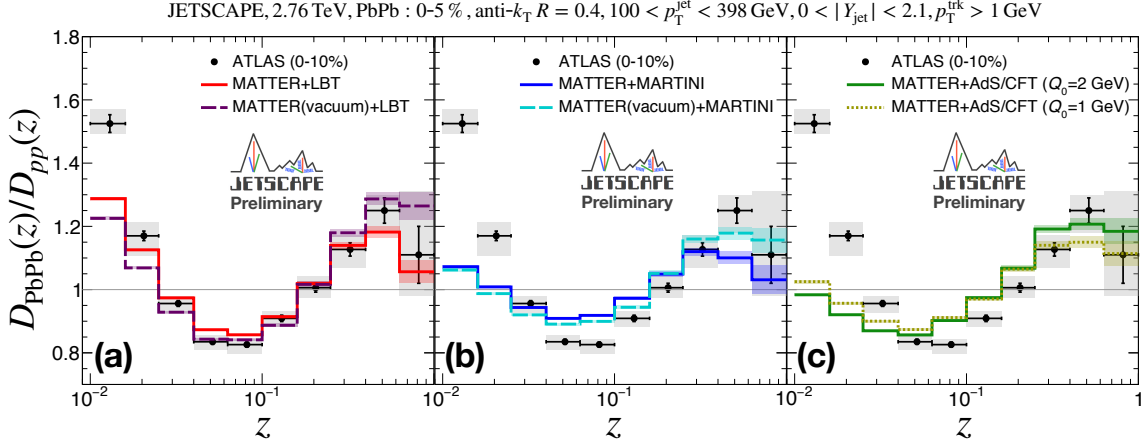 JETSCAPE, 2.76 TeV, PbPb : 0-5 %, anti-k_T R = 0.4, 100 < p_T^jet < 398 GeV, 0 < |Y_jet| < 2.1, p_T^trk > 1 GeV
D_PbPb(z)/D_pp(z)
1.8
1.6
1.4
1.2
1.0
0.8
ATLAS (0-10%)
MATTER+LBT
MATTER(vacuum)+LBT
JETSCAPE
Preliminary
(a)
10⁻²
10⁻¹
z
ATLAS (0-10%)
MATTER+MARTINI
MATTER(vacuum)+MARTINI
JETSCAPE
Preliminary
(b)
10⁻²
10⁻¹
z
ATLAS (0-10%)
MATTER+AdS/CFT (Q₀=2 GeV)
MATTER+AdS/CFT (Q₀=1 GeV)
JETSCAPE
Preliminary
(c)
10⁻²
10⁻¹
1
z